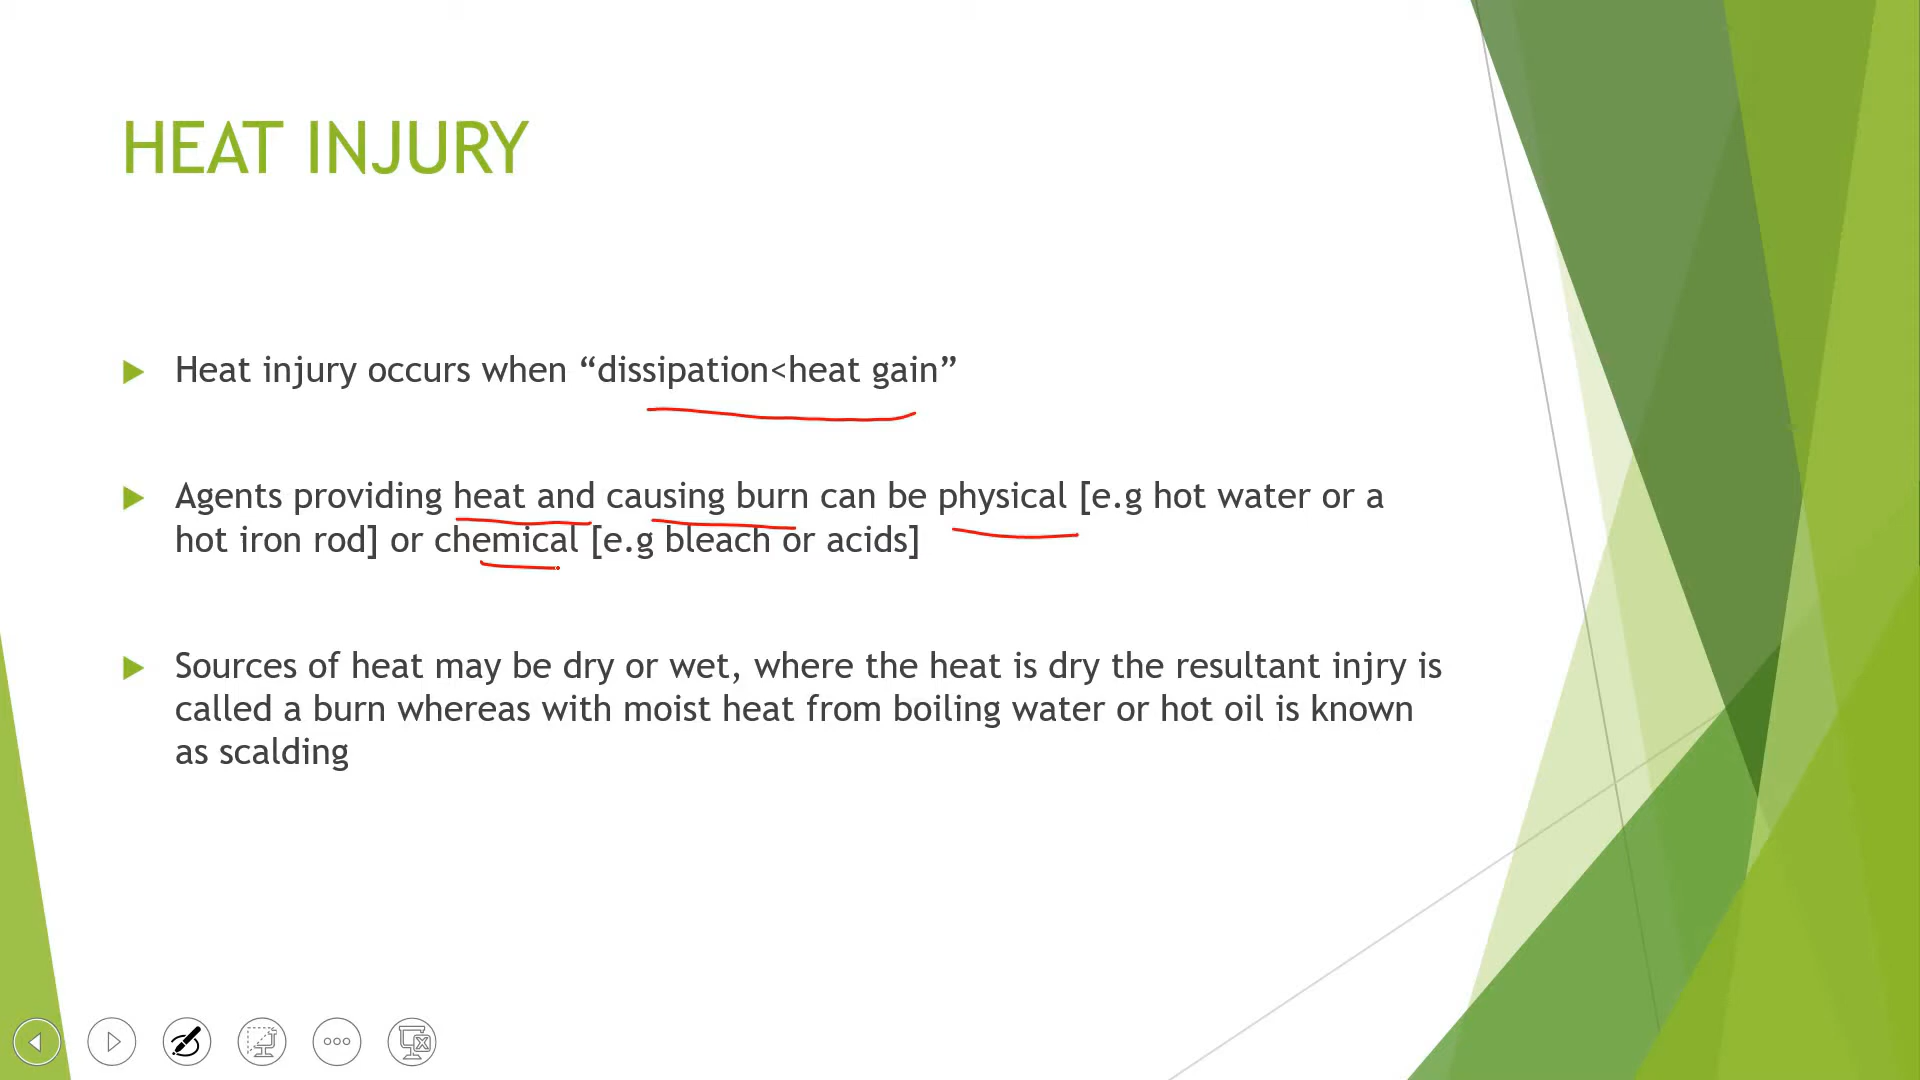 HEAT INJURY
Heat injury occurs when “dissipation<heat gain”
Agents providing heat and causing burn can be physical [e.g hot water or a
hot iron rod] or chemical [e.g bleach or acids]
Sources of heat may be dry or wet, where the heat is dry the resultant injry is
called a burn whereas with moist heat from boiling water or hot oil is known
as scalding